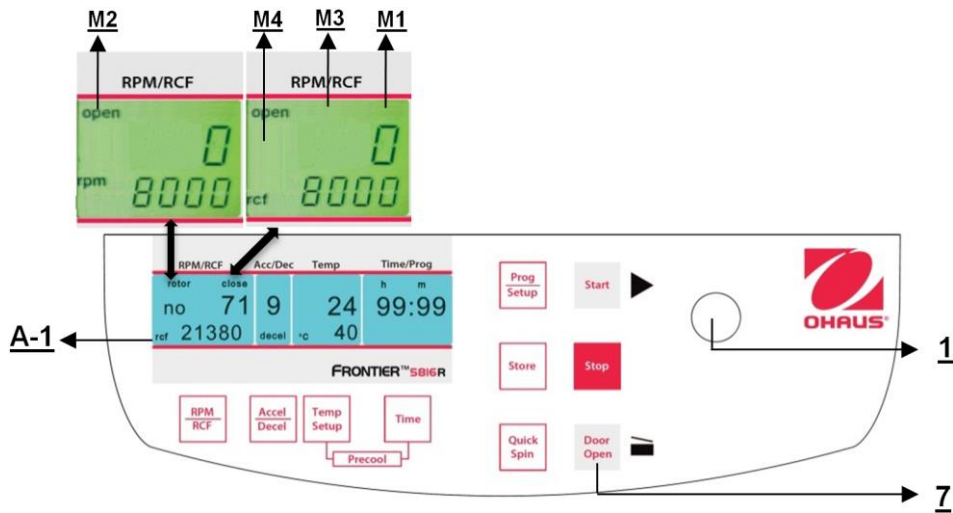 M2 M4 M3 M1
RPM/RCF RPM/RCF
open open
0 0
rpm 8000 rcf 8000
RPM/RCF Acc/Dec Temp Time/Prog
rotor close h m
no 71 9 24 99:99
rcf 21380 decel °C 40
A-1
FRONTIER™ 5816R
RPM
RCF
Accel
Decel
Temp
Setup
Time
Precool
Prog
Setup
Start
Store
Stop
Quick
Spin
Door
Open
OHAUS®
1
7